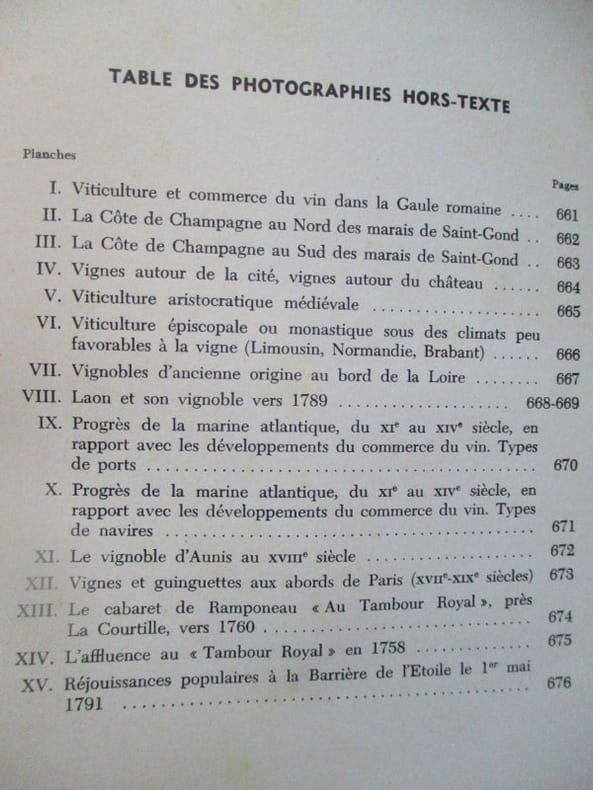 TABLE DES PHOTOGRAPHIES HORS-TEXTE
Planches
Pages
I. Viticulture et commerce du vin dans la Gaule romaine .... 661
II. La Côte de Champagne au Nord des marais de Saint-Gond .. 662
III. La Côte de Champagne au Sud des marais de Saint-Gond .. 663
IV. Vignes autour de la cité, vignes autour du château ...... 664
V. Viticulture aristocratique médiévale .................. 665
VI. Viticulture épiscopale ou monastique sous des climats peu
favorables à la vigne (Limousin, Normandie, Brabant) ...... 666
VII. Vignobles d'ancienne origine au bord de la Loire ........ 667
VIII. Laon et son vignoble vers 1789 .................. 668-669
IX. Progrès de la marine atlantique, du XIe au XIVe siècle, en
rapport avec les développements du commerce du vin. Types
de ports ........................................ 670
X. Progrès de la marine atlantique, du XIe au XIVe siècle, en
rapport avec les développements du commerce du vin. Types
de navires ...................................... 671
XI. Le vignoble d'Aunis au XVIIIe siècle .................. 672
XII. Vignes et guinguettes aux abords de Paris (XVIIe-XIXe siècles) 673
XIII. Le cabaret de Ramponeau « Au Tambour Royal », près
La Courtille, vers 1760 ............................ 674
XIV. L'affluence au « Tambour Royal » en 1758 .............. 675
XV. Réjouissances populaires à la Barrière de l'Etoile le 1er mai
1791 .......................................... 676